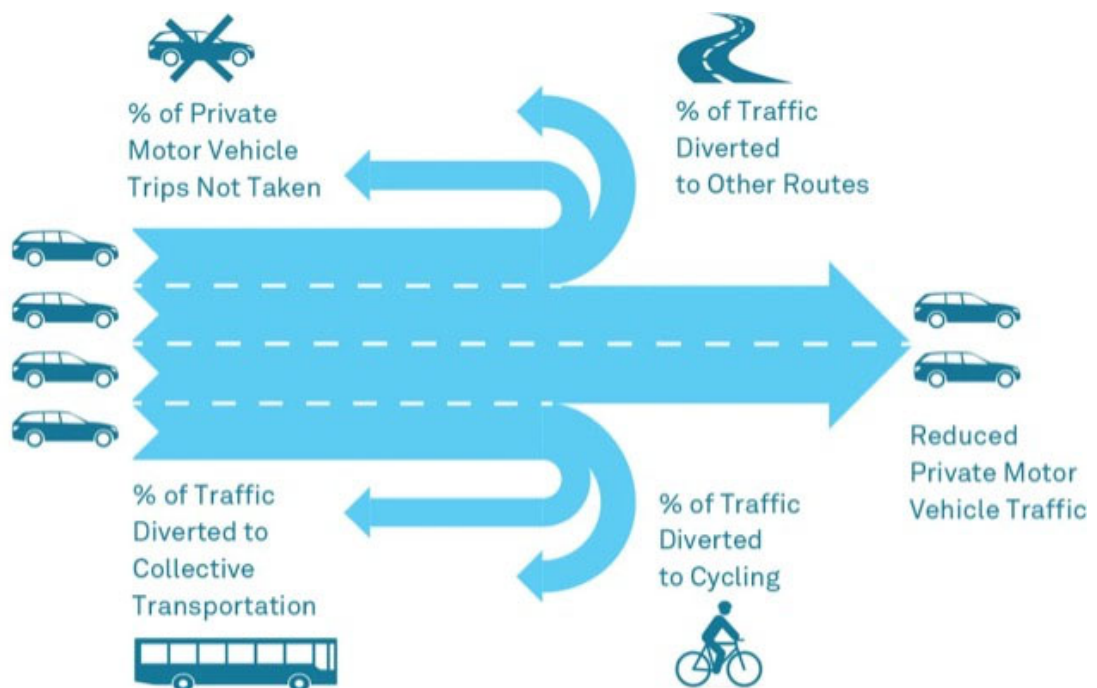 % of Private
Motor Vehicle
Trips Not Taken
% of Traffic
Diverted
to Other Routes
Reduced
Private Motor
Vehicle Traffic
% of Traffic
Diverted to
Collective
Transportation
% of Traffic
Diverted
to Cycling